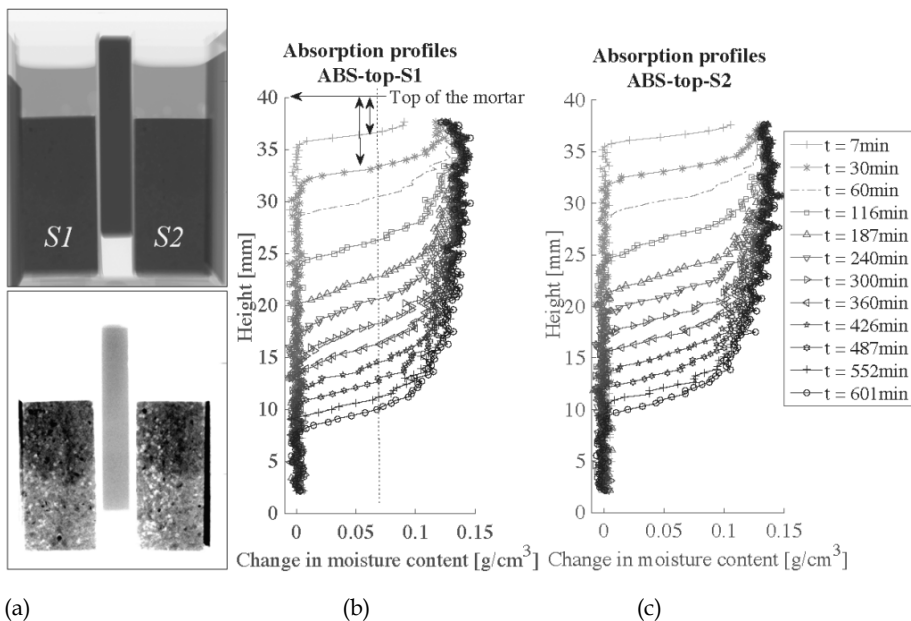 S1
S2
(a)
Absorption profiles
ABS-top-S1
Top of the mortar
Height [mm]
40
35
30
25
20
15
10
5
0
0
0.05
0.1
0.15
Change in moisture content [g/cm³]
(b)
Absorption profiles
ABS-top-S2
Height [mm]
40
35
30
25
20
15
10
5
0
0
0.05
0.1
0.15
Change in moisture content [g/cm³]
(c)
t = 7min
t = 30min
t = 60min
t = 116min
t = 187min
t = 240min
t = 300min
t = 360min
t = 426min
t = 487min
t = 552min
t = 601min